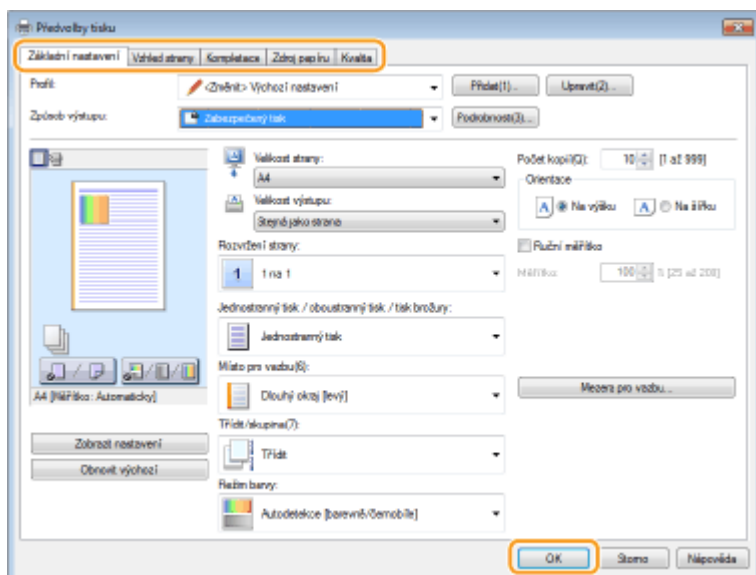 Předvolby tisku
Základní nastavení Vzhled strany Kompletace Zdroj papíru Kvalita
Profil: <Změnit> Výchozí nastavení Přidat(1)... Upravit(2)...
Způsob výstupu: Zabezpečený tisk Podrobnosti(3)...
Velikost strany:
A4
Velikost výstupu:
Stejná jako strana
Rozvržení strany:
1 1 na 1
Jednostranný tisk / oboustranný tisk / tisk brožury:
Jednostranný tisk
Místo pro vazbu(6):
Dlouhý okraj [levý]
Třídit/skupina(7):
Třídit
Režim barvy:
Autodetekce [barevně/černobíle]
Počet kopií(Q): 10 [1 až 999]
Orientace
A Na výšku A Na šířku
Ruční měřítko
Měřítko: 100 % [25 až 200]
Mezera pro vazbu...
A4 [Měřítko: Automaticky]
Zobrazit nastavení
Obnovit výchozí
OK Storno Nápověda